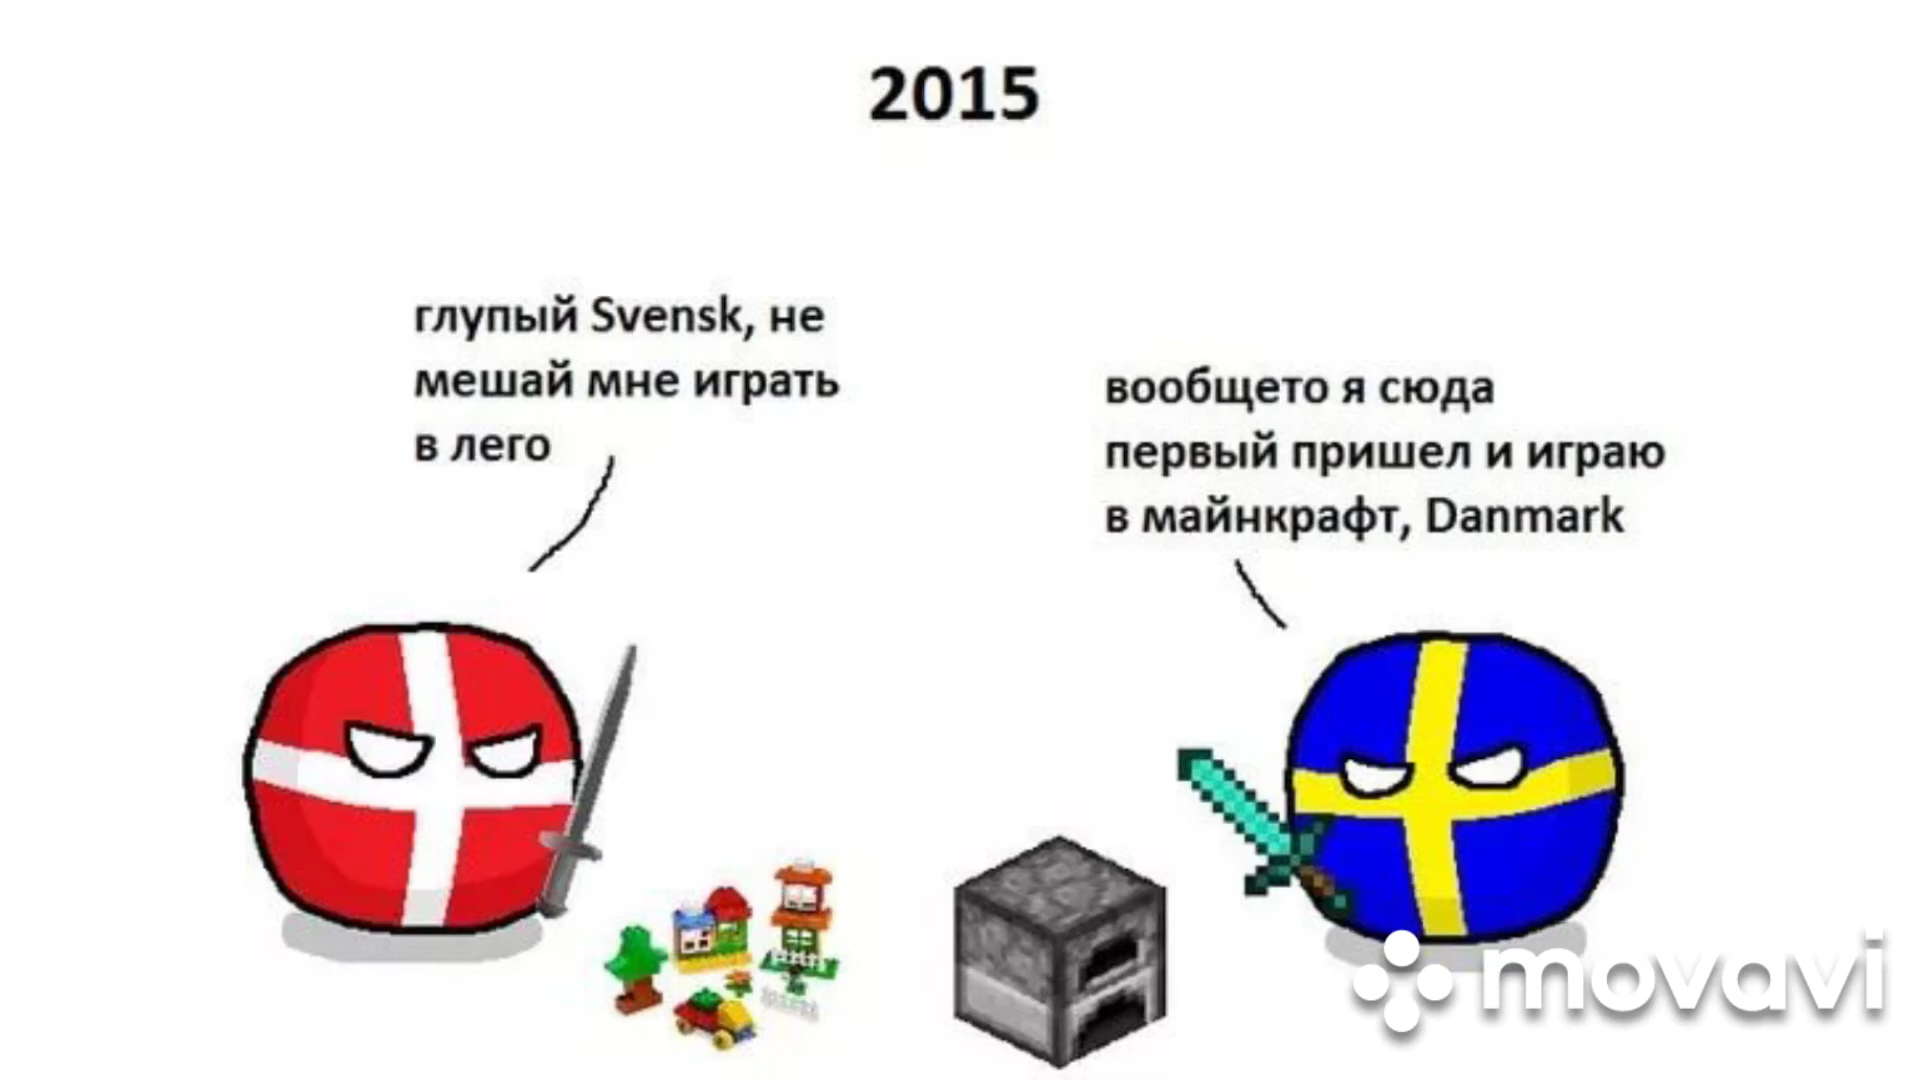 2015
глупый Svensk, не
мешай мне играть
в лего
вообщето я сюда
первый пришел и играю
в майнкрафт, Danmark
movavi